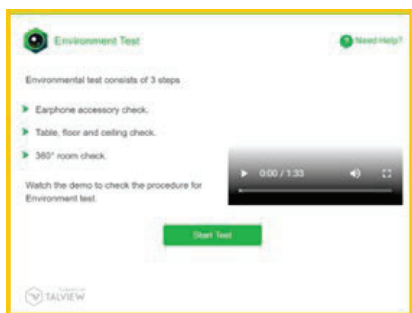 Environment Test
Need Help?
Environmental test consists of 3 steps
Earphone accessory check.
Table, floor and ceiling check.
360° room check.
0:00 / 1:33
Watch the demo to check the procedure for
Environment test.
Start Test
TALVIEW